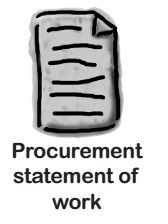 Procurement
statement of
work